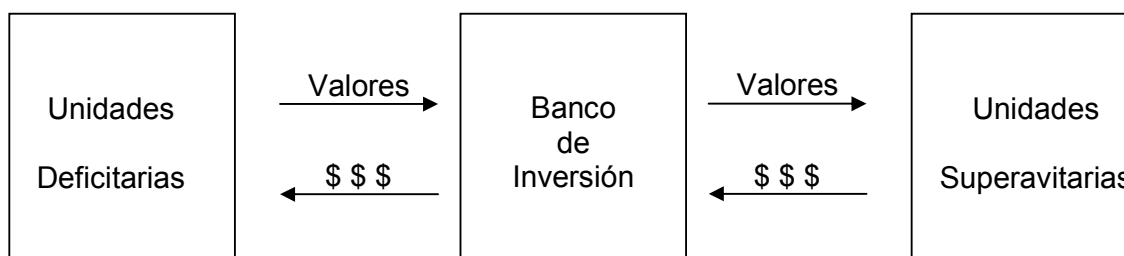 Unidades
Deficitarias
Valores
$ $ $
Banco
de
Inversión
Valores
$ $ $
Unidades
Superavitarias